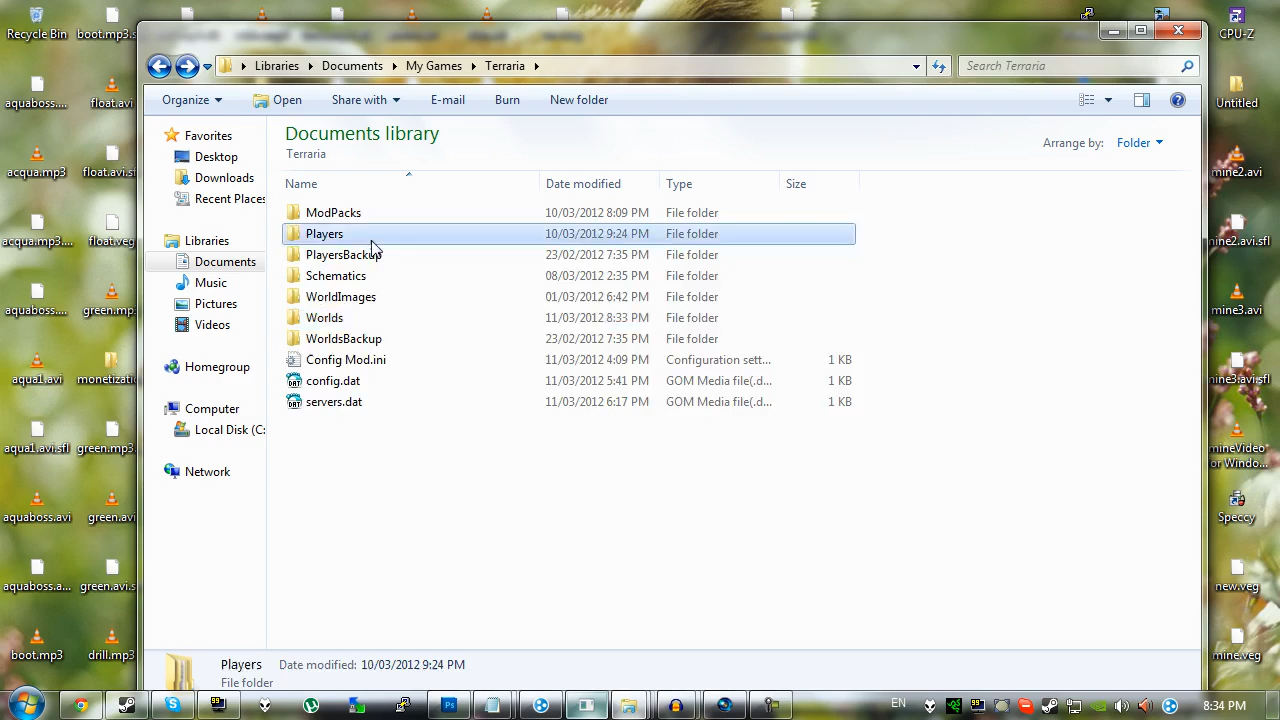 Recycle Bin
boot.mp3.s
CPU-Z
aquaboss....
float.avi
Untitled
acqua.mp3
float.avi.sf
mine2.avi
acqua.mp3....
float.veg
mine2.avi.sfl
aquaboss....
green.mp3
mine3.avi
aqua1.avi
monetizatio
mine3.avi.sfl
aqua1.avi.sfl
green.mp3.
mineVideo
for Windo...
aquaboss.avi
green.avi
Speccy
aquaboss.a...
green.avi.s
new.veg
boot.mp3
drill.mp3
mine.veg
Libraries
Documents
My Games
Terraria
Search Terraria
Organize
Open
Share with
E-mail
Burn
New folder
Favorites
Desktop
Downloads
Recent Places
Libraries
Documents
Music
Pictures
Videos
Homegroup
Computer
Local Disk (C:
Network
Documents library
Terraria
Arrange by: Folder
Name Date modified Type Size
ModPacks 10/03/2012 8:09 PM File folder
Players 10/03/2012 9:24 PM File folder
PlayersBackup 23/02/2012 7:35 PM File folder
Schematics 08/03/2012 2:35 PM File folder
WorldImages 01/03/2012 6:42 PM File folder
Worlds 11/03/2012 8:33 PM File folder
WorldsBackup 23/02/2012 7:35 PM File folder
Config Mod.ini 11/03/2012 4:09 PM Configuration sett... 1 KB
config.dat 11/03/2012 5:41 PM GOM Media file(.d... 1 KB
servers.dat 11/03/2012 6:17 PM GOM Media file(.d... 1 KB
Players Date modified: 10/03/2012 9:24 PM
File folder
EN
8:34 PM